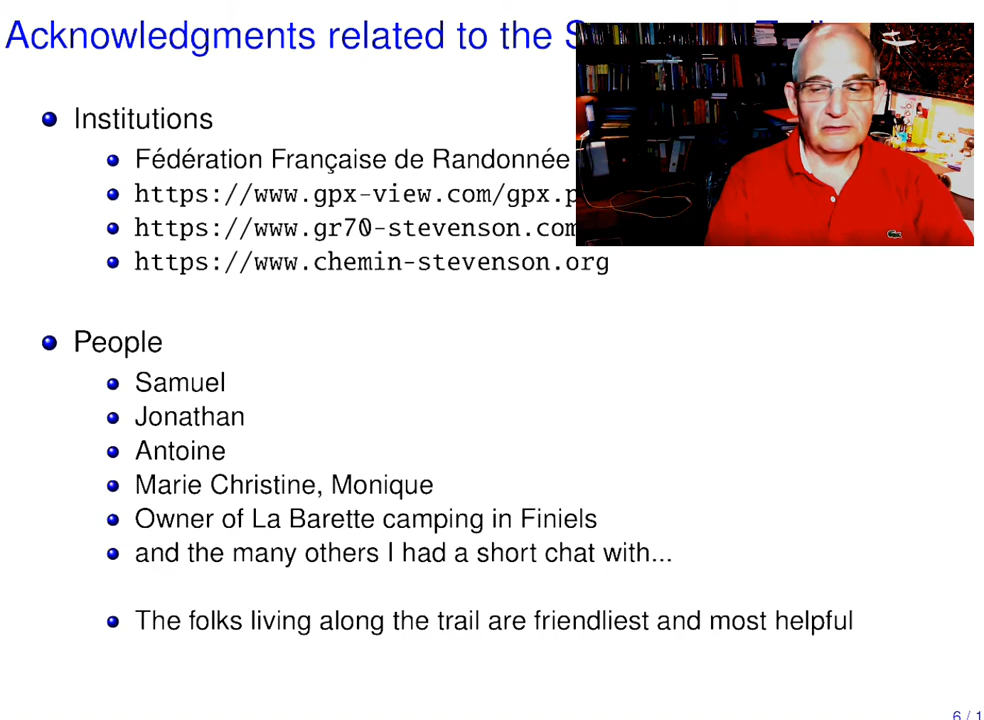 Acknowledgments related to the S
Institutions
Fédération Française de Randonnée
https://www.gpx-view.com/gpx.p
https://www.gr70-stevenson.com
https://www.chemin-stevenson.org
People
Samuel
Jonathan
Antoine
Marie Christine, Monique
Owner of La Barette camping in Finiels
and the many others I had a short chat with...
The folks living along the trail are friendliest and most helpful
6 / 1